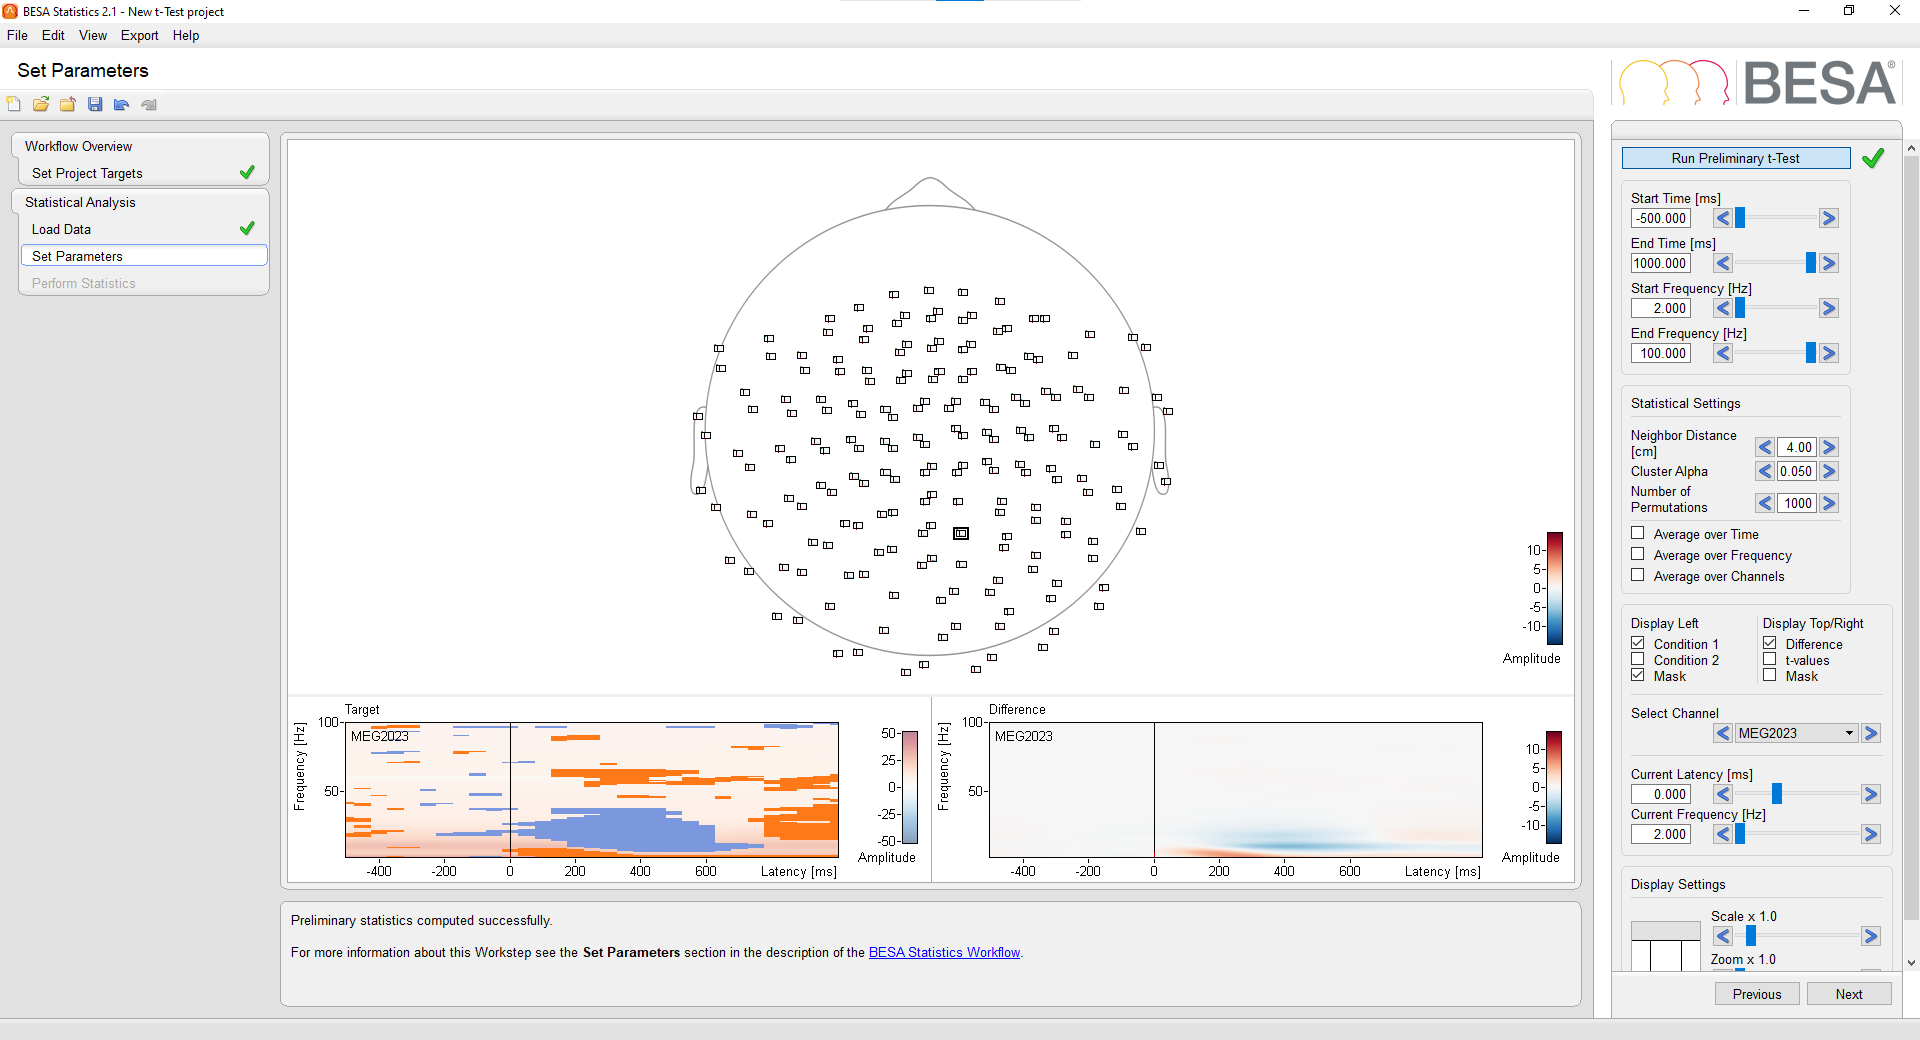 BESA Statistics 2.1 - New t-Test project
File Edit View Export Help
Set Parameters
BESA®
Workflow Overview
Set Project Targets
Statistical Analysis
Load Data
Set Parameters
Perform Statistics
10
5
0
-5
-10
Amplitude
Target
Frequency [Hz]
100
50
MEG2023
-400 -200 0 200 400 600 Latency [ms]
50
25
0
-25
-50
Amplitude
Difference
Frequency [Hz]
100
50
MEG2023
-400 -200 0 200 400 600 Latency [ms]
10
5
0
-5
-10
Amplitude
Preliminary statistics computed successfully.
For more information about this Workstep see the Set Parameters section in the description of the BESA Statistics Workflow.
Run Preliminary t-Test
Start Time [ms]
-500.000
End Time [ms]
1000.000
Start Frequency [Hz]
2.000
End Frequency [Hz]
100.000
Statistical Settings
Neighbor Distance
[cm] 4.00
Cluster Alpha 0.050
Number of
Permutations 1000
Average over Time
Average over Frequency
Average over Channels
Display Left Display Top/Right
Condition 1 Difference
Condition 2 t-values
Mask Mask
Select Channel
MEG2023
Current Latency [ms]
0.000
Current Frequency [Hz]
2.000
Display Settings
Scale x 1.0
Zoom x 1.0
Previous Next